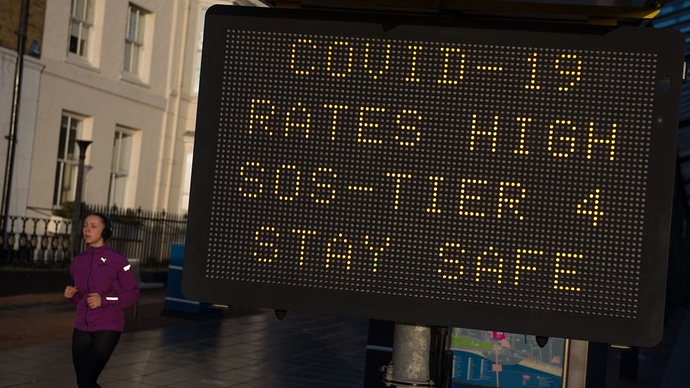 COVID-19
RATES HIGH
SOS-TIER 4
STAY SAFE